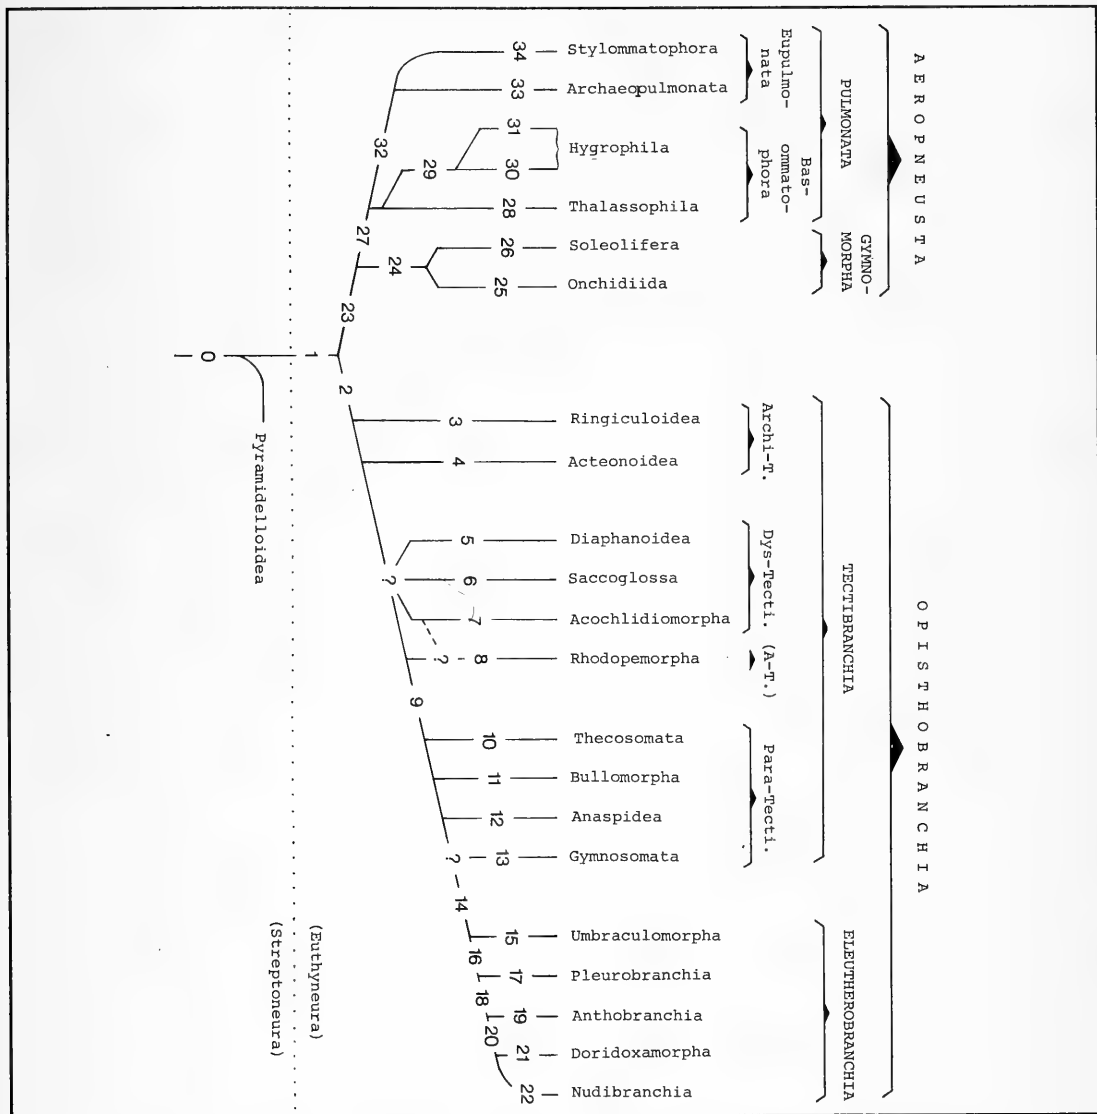 34
Stylommatophora
33
Archaeopulmonata
32
31
Hygrophila
30
29
28
Thalassophila
27
26
Soleolifera
25
Onchidiida
24
23
0
1
2
Pyramidelloidea
3
Ringiculoidea
4
Acteonoidea
5
Diaphanoidea
?
6
Saccoglossa
7
Acochlidiomorpha
?
8
Rhodopemorpha
9
10
Thecosomata
11
Bullomorpha
12
Anaspidea
?
13
Gymnosomata
14
15
Umbraculomorpha
16
17
Pleurobranchia
18
19
Anthobranchia
20
21
Doridoxamorpha
22
Nudibranchia
Eupulmo-
nata
Bas-
ommato-
phora
PULMONATA
GYMNO-
MORPHA
AEROPNEUSTA
Archi-T.
Dys-Tecti.
(A-T.)
Para-Tecti.
TECTIBRANCHIA
ELEUTHEROBRANCHIA
OPISTHOBRANCHIA
(Euthyneura)
(Streptoneura)